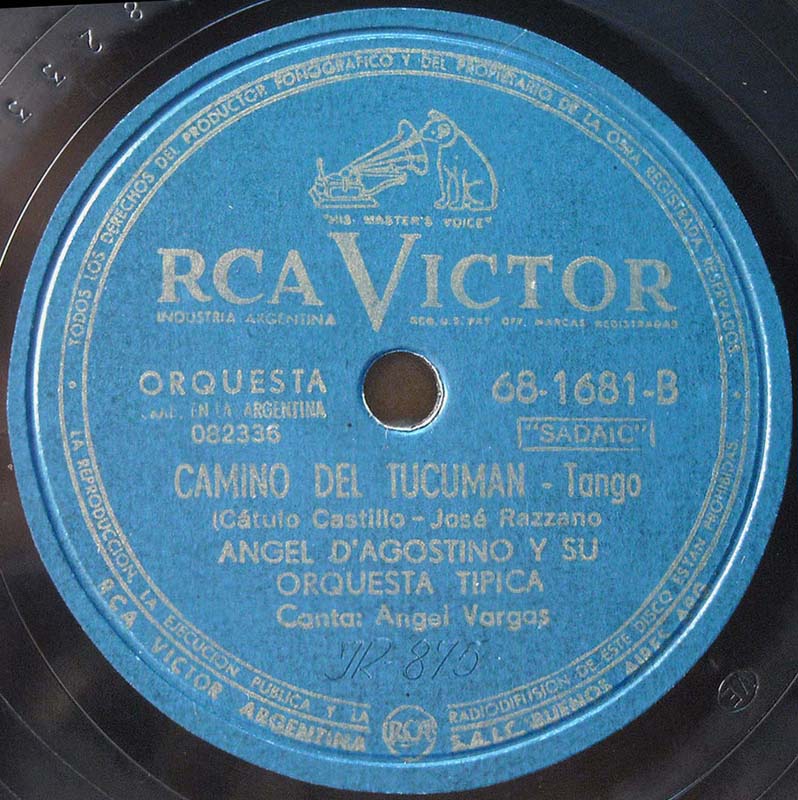 TODOS LOS DERECHOS DEL PRODUCTOR FONOGRAFICO Y DEL PROPIETARIO DE LA OBRA REGISTRADA RESERVADOS.
"HIS MASTER'S VOICE"
RCA VICTOR
INDUSTRIA ARGENTINA
REG. U.S. PAT. OFF. MARCAS REGISTRADAS
ORQUESTA
68-1681-B
EN LA ARGENTINA
082336
"SADAIC"
CAMINO DEL TUCUMAN - Tango
(Cátulo Castillo - José Razzano
ANGEL D'AGOSTINO Y SU
ORQUESTA TIPICA
Canta: Angel Vargas
JR-875
LA REPRODUCCION, LA EJECUCION PUBLICA Y LA RADIODIFUSION DE ESTE DISCO ESTAN PROHIBIDAS.
RCA VICTOR ARGENTINA
RCA
S.A.I.C. BUENOS AIRES ARG.